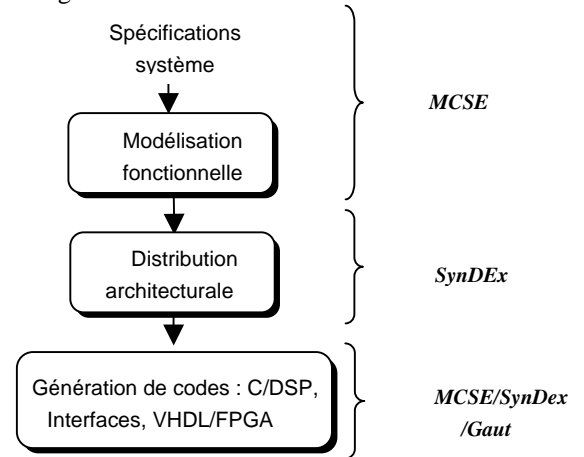 Spécifications
système
MCSE
Modélisation
fonctionnelle
Distribution
architecturale
SynDEx
Génération de codes : C/DSP,
Interfaces, VHDL/FPGA
MCSE/SynDex
/Gaut